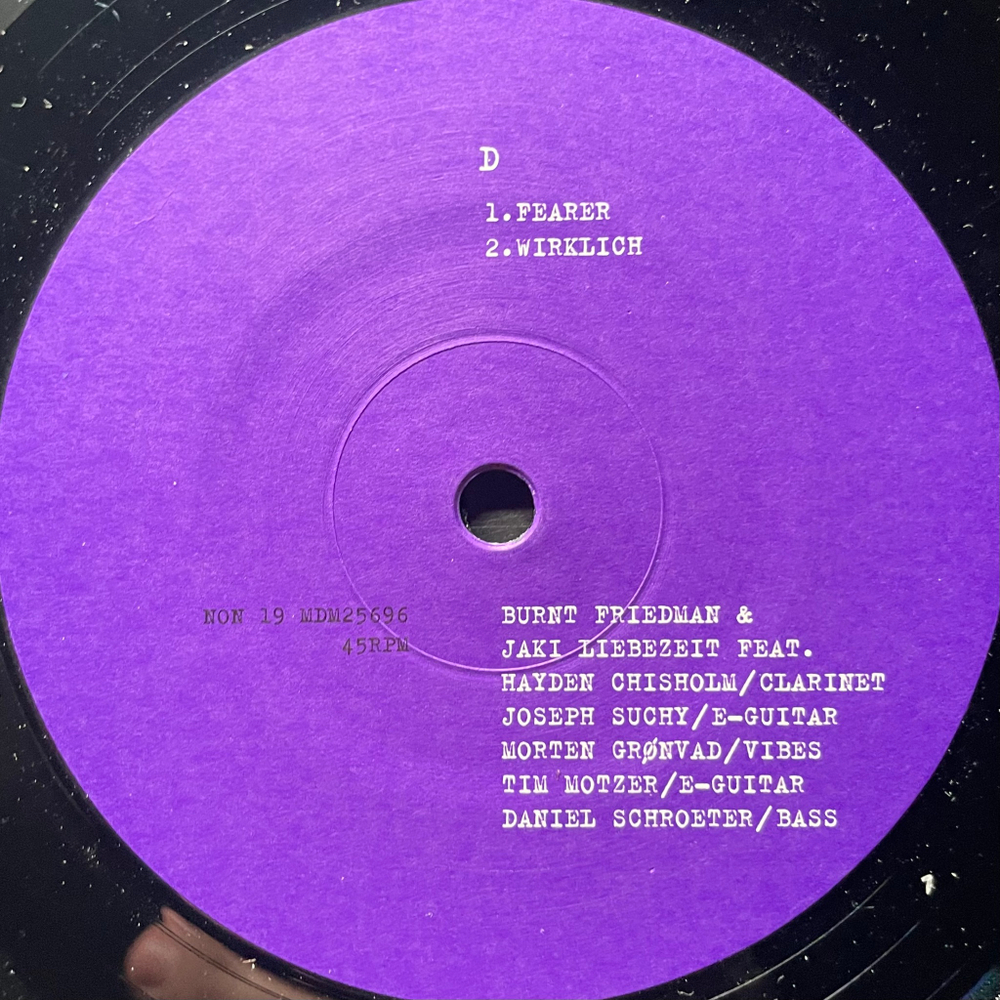 D
1.FEARER
2.WIRKLICH
NON 19 MDM25696
45RPM
BURNT FRIEDMAN &
JAKI LIEBEZEIT FEAT.
HAYDEN CHISHOLM/CLARINET
JOSEPH SUCHY/E-GUITAR
MORTEN GRØNVAD/VIBES
TIM MOTZER/E-GUITAR
DANIEL SCHROETER/BASS